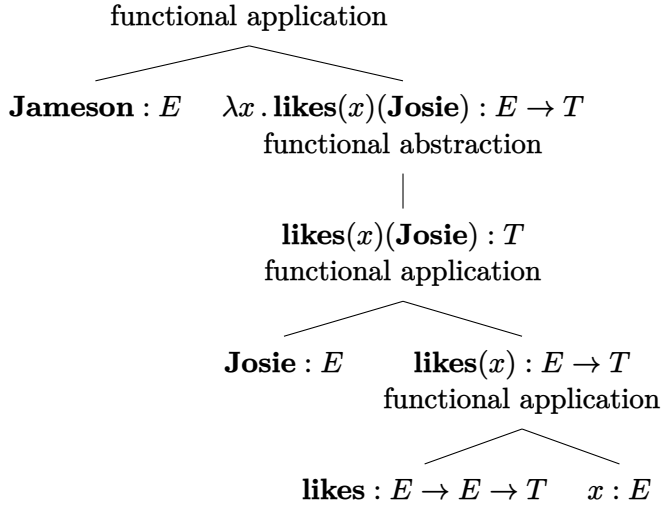 functional application
Jameson : E λx . likes(x)(Josie) : E → T
functional abstraction
likes(x)(Josie) : T
functional application
Josie : E likes(x) : E → T
functional application
likes : E → E → T x : E